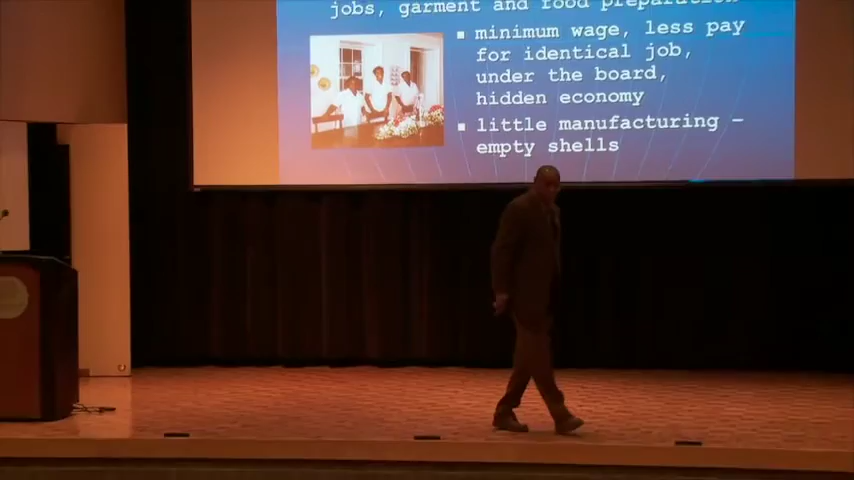 jobs, garment and food preparation
▪ minimum wage, less pay
for identical job,
under the board,
hidden economy
▪ little manufacturing –
empty shells